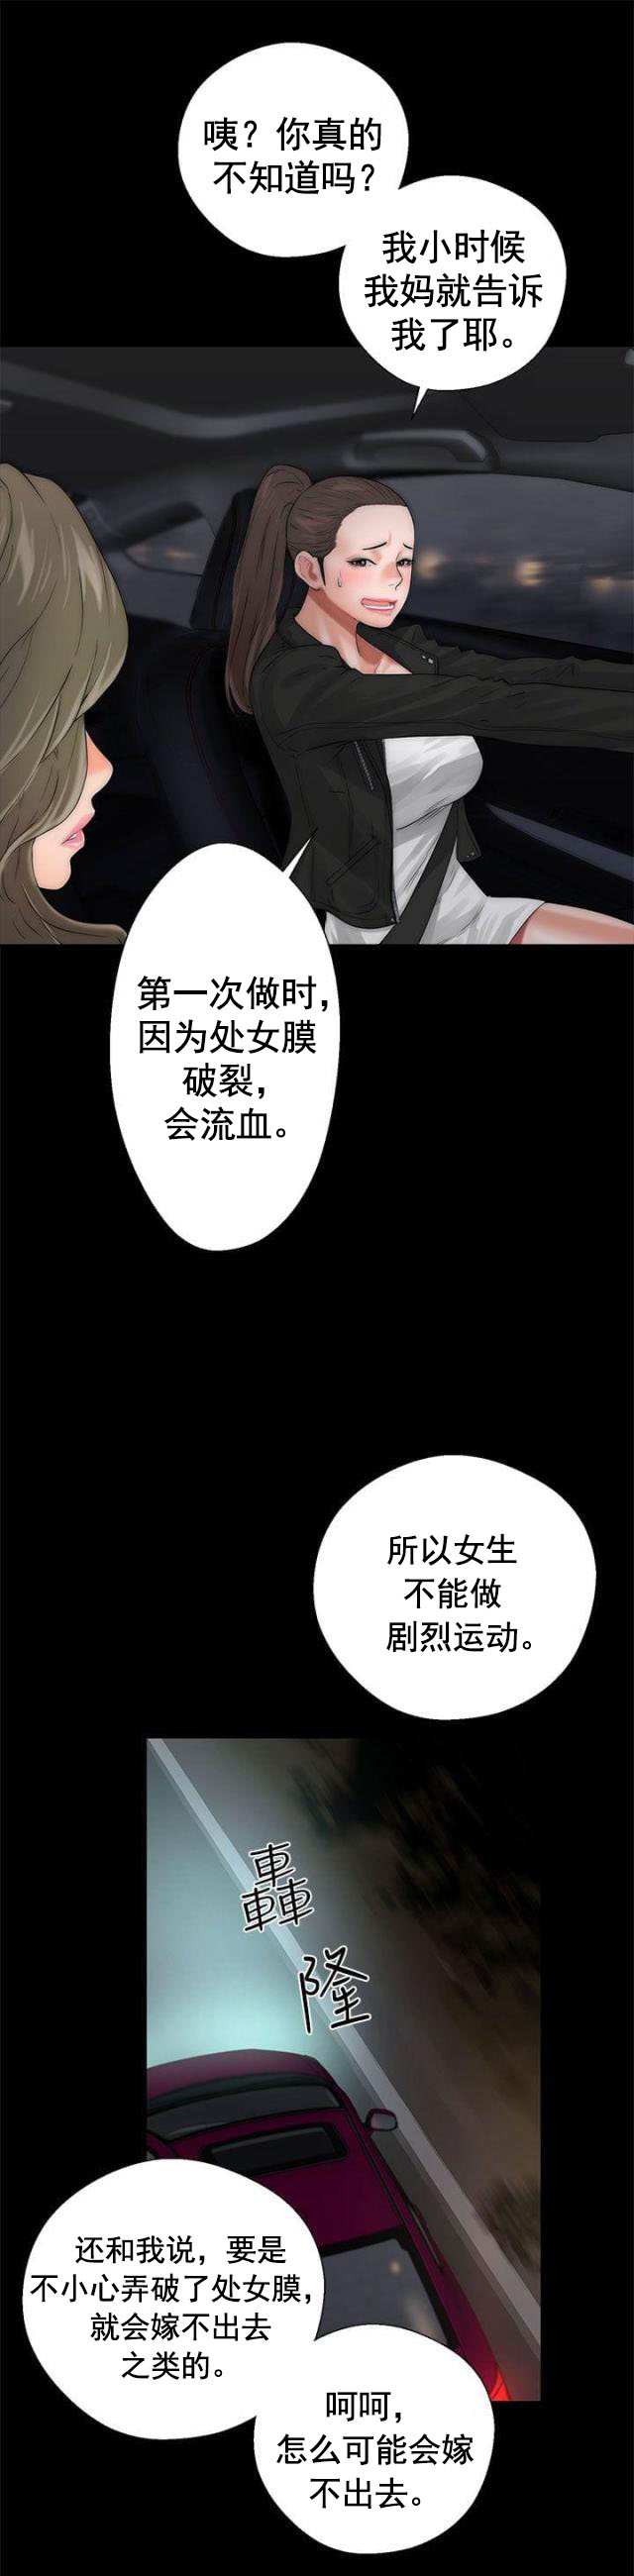 咦？你真的
不知道吗？
我小时候
我妈就告诉
我了耶。
第一次做时，
因为处女膜
破裂，
会流血。
所以女生
不能做
剧烈运动。
轟
隆
还和我说，要是
不小心弄破了处女膜，
就会嫁不出去
之类的。
呵呵，
怎么可能会嫁
不出去。